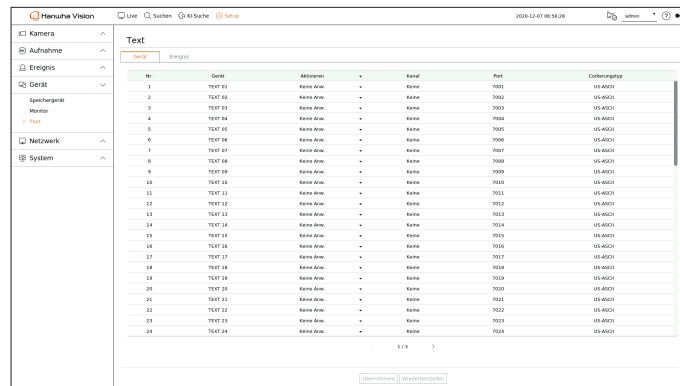 Hanwha Vision
Live Suchen KI-Suche Setup
2020-12-07 06:56:28 admin
Kamera
Aufnahme
Ereignis
Gerät
Speichergerät
Monitor
> Text
Netzwerk
System
Text
Gerät Ereignis
Nr. Gerät Aktivieren Kanal Port Codierungstyp
1 TEXT 01 Keine Anw. Keine 7001 US-ASCII
2 TEXT 02 Keine Anw. Keine 7002 US-ASCII
3 TEXT 03 Keine Anw. Keine 7003 US-ASCII
4 TEXT 04 Keine Anw. Keine 7004 US-ASCII
5 TEXT 05 Keine Anw. Keine 7005 US-ASCII
6 TEXT 06 Keine Anw. Keine 7006 US-ASCII
7 TEXT 07 Keine Anw. Keine 7007 US-ASCII
8 TEXT 08 Keine Anw. Keine 7008 US-ASCII
9 TEXT 09 Keine Anw. Keine 7009 US-ASCII
10 TEXT 10 Keine Anw. Keine 7010 US-ASCII
11 TEXT 11 Keine Anw. Keine 7011 US-ASCII
12 TEXT 12 Keine Anw. Keine 7012 US-ASCII
13 TEXT 13 Keine Anw. Keine 7013 US-ASCII
14 TEXT 14 Keine Anw. Keine 7014 US-ASCII
15 TEXT 15 Keine Anw. Keine 7015 US-ASCII
16 TEXT 16 Keine Anw. Keine 7016 US-ASCII
17 TEXT 17 Keine Anw. Keine 7017 US-ASCII
18 TEXT 18 Keine Anw. Keine 7018 US-ASCII
19 TEXT 19 Keine Anw. Keine 7019 US-ASCII
20 TEXT 20 Keine Anw. Keine 7020 US-ASCII
21 TEXT 21 Keine Anw. Keine 7021 US-ASCII
22 TEXT 22 Keine Anw. Keine 7022 US-ASCII
23 TEXT 23 Keine Anw. Keine 7023 US-ASCII
24 TEXT 24 Keine Anw. Keine 7024 US-ASCII
1 / 3 >
Übernehmen Wiederherstellen